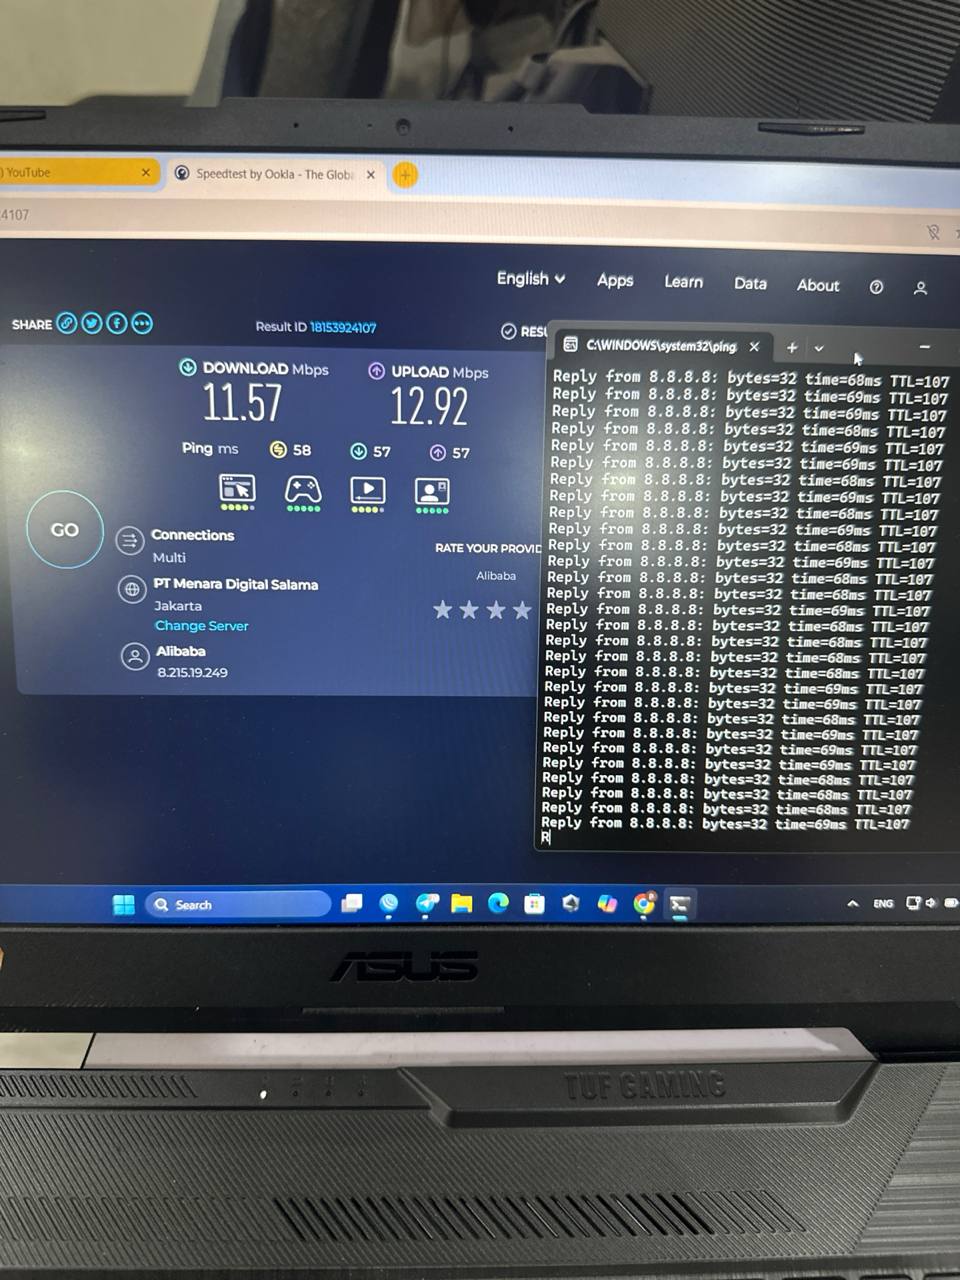 ) YouTube
Speedtest by Ookla - The Globa
4107
English Apps Learn Data About
SHARE
Result ID 18153924107
RESU
DOWNLOAD Mbps
11.57
UPLOAD Mbps
12.92
Ping ms 58 57 57
GO
Connections
Multi
PT Menara Digital Salama
Jakarta
Change Server
Alibaba
8.215.19.249
RATE YOUR PROVID
Alibaba
C:\WINDOWS\system32\ping.
Reply from 8.8.8.8: bytes=32 time=68ms TTL=107
Reply from 8.8.8.8: bytes=32 time=69ms TTL=107
Reply from 8.8.8.8: bytes=32 time=69ms TTL=107
Reply from 8.8.8.8: bytes=32 time=68ms TTL=107
Reply from 8.8.8.8: bytes=32 time=69ms TTL=107
Reply from 8.8.8.8: bytes=32 time=69ms TTL=107
Reply from 8.8.8.8: bytes=32 time=68ms TTL=107
Reply from 8.8.8.8: bytes=32 time=69ms TTL=107
Reply from 8.8.8.8: bytes=32 time=68ms TTL=107
Reply from 8.8.8.8: bytes=32 time=69ms TTL=107
Reply from 8.8.8.8: bytes=32 time=68ms TTL=107
Reply from 8.8.8.8: bytes=32 time=69ms TTL=107
Reply from 8.8.8.8: bytes=32 time=68ms TTL=107
Reply from 8.8.8.8: bytes=32 time=68ms TTL=107
Reply from 8.8.8.8: bytes=32 time=69ms TTL=107
Reply from 8.8.8.8: bytes=32 time=68ms TTL=107
Reply from 8.8.8.8: bytes=32 time=68ms TTL=107
Reply from 8.8.8.8: bytes=32 time=68ms TTL=107
Reply from 8.8.8.8: bytes=32 time=68ms TTL=107
Reply from 8.8.8.8: bytes=32 time=69ms TTL=107
Reply from 8.8.8.8: bytes=32 time=69ms TTL=107
Reply from 8.8.8.8: bytes=32 time=68ms TTL=107
Reply from 8.8.8.8: bytes=32 time=69ms TTL=107
Reply from 8.8.8.8: bytes=32 time=69ms TTL=107
Reply from 8.8.8.8: bytes=32 time=69ms TTL=107
Reply from 8.8.8.8: bytes=32 time=68ms TTL=107
Reply from 8.8.8.8: bytes=32 time=68ms TTL=107
Reply from 8.8.8.8: bytes=32 time=68ms TTL=107
Reply from 8.8.8.8: bytes=32 time=69ms TTL=107
R
Search
ENG
ASUS
TUF GAMING